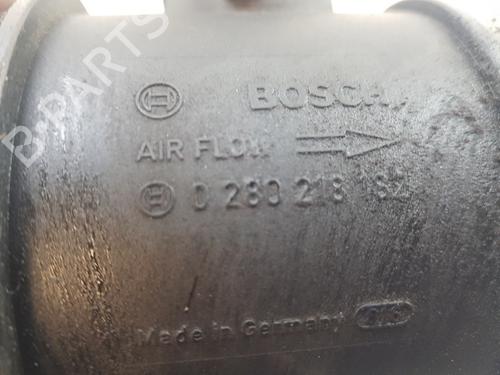 B-PARTS
BOSCH
AIR FLOW
0 280 218
Made in Germany